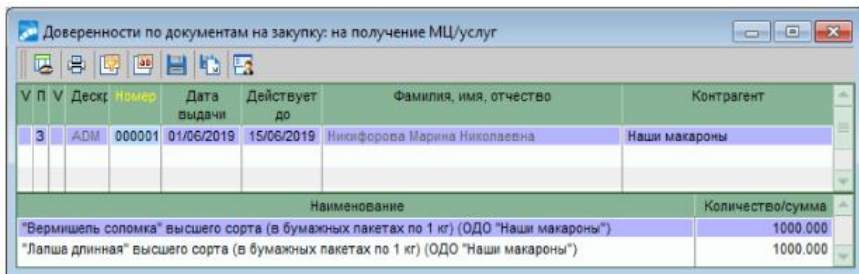 Доверенности по документам на закупку: на получение МЦ/услуг
V П V Дескр Номер Дата выдачи Действует до Фамилия, имя, отчество Контрагент
3 ADM 000001 01/06/2019 15/06/2019 Никифорова Марина Николаевна Наши макароны
Наименование Количество/сумма
"Вермишель соломка" высшего сорта (в бумажных пакетах по 1 кг) (ОДО "Наши макароны") 1000.000
"Лапша длинная" высшего сорта (в бумажных пакетах по 1 кг) (ОДО "Наши макароны") 1000.000